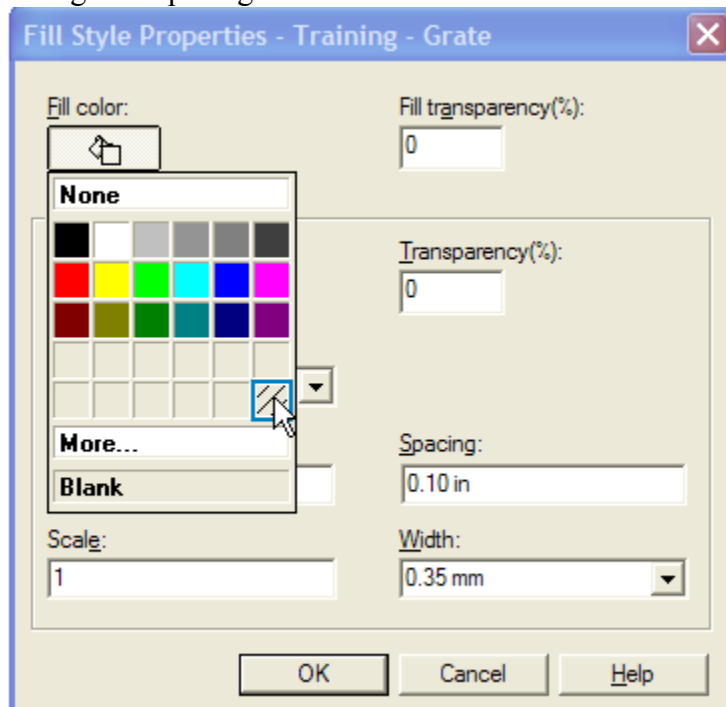 Fill Style Properties - Training - Grate
Fill color:
Fill transparency(%):
0
None
Transparency(%):
0
More...
Blank
Spacing:
0.10 in
Scale:
1
Width:
0.35 mm
OK
Cancel
Help